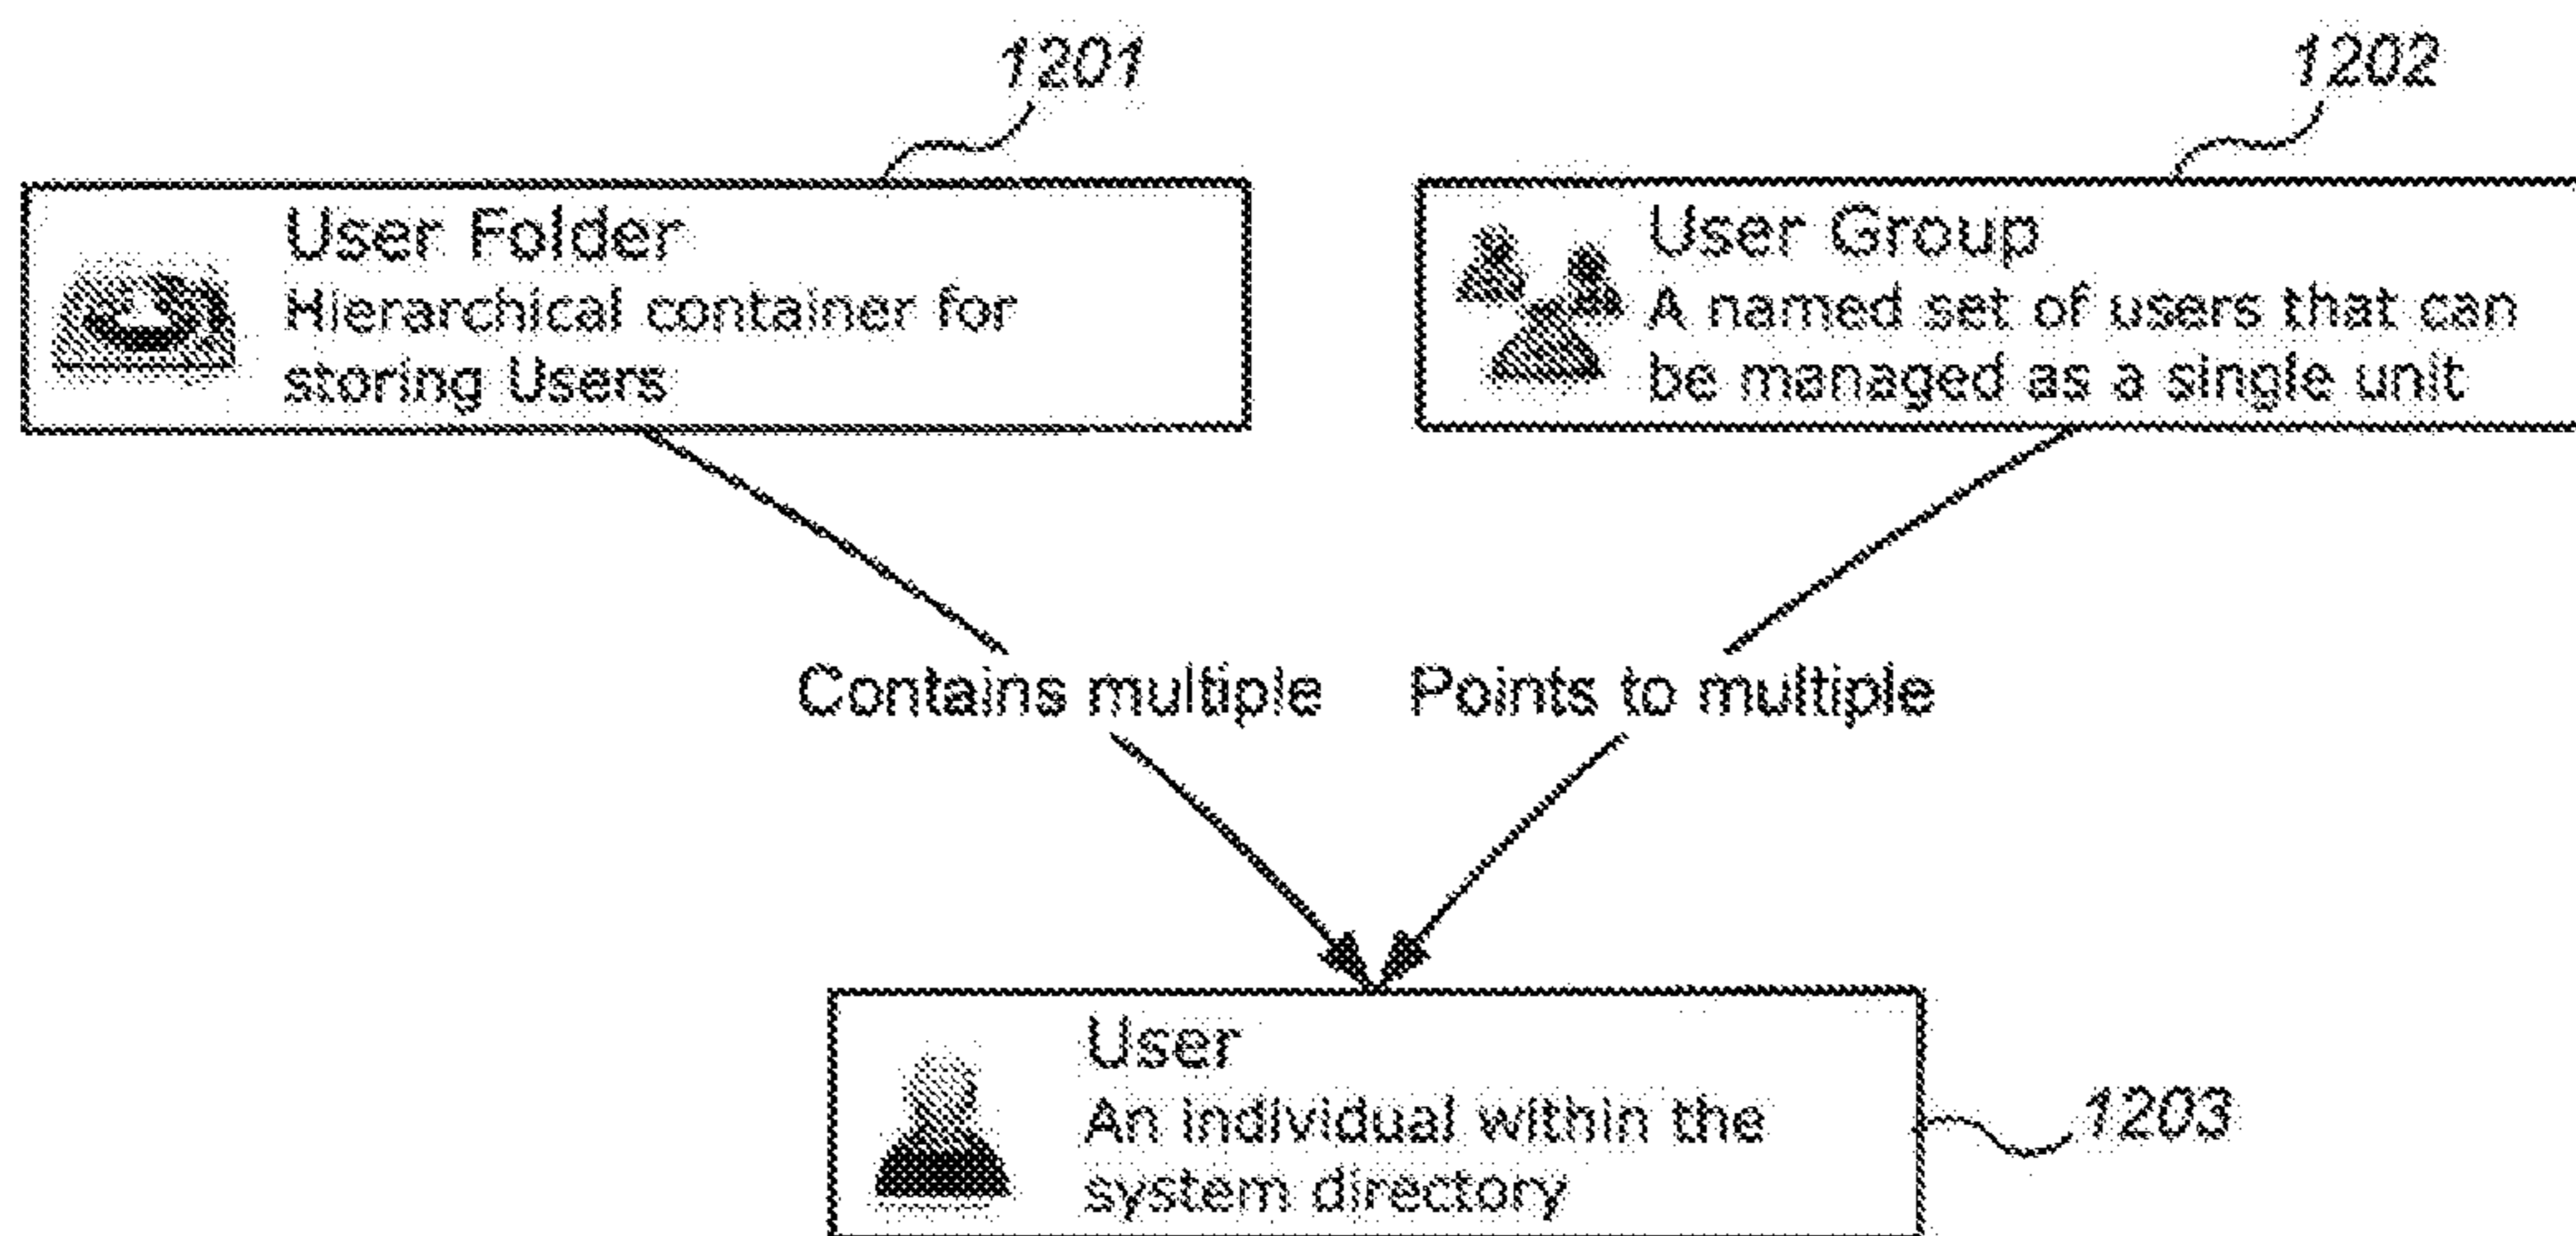 1201
1202
User Folder
Hierarchical container for
storing Users
User Group
A named set of users that can
be managed as a single unit
Contains multiple
Points to multiple
User
An individual within the
system directory
1203